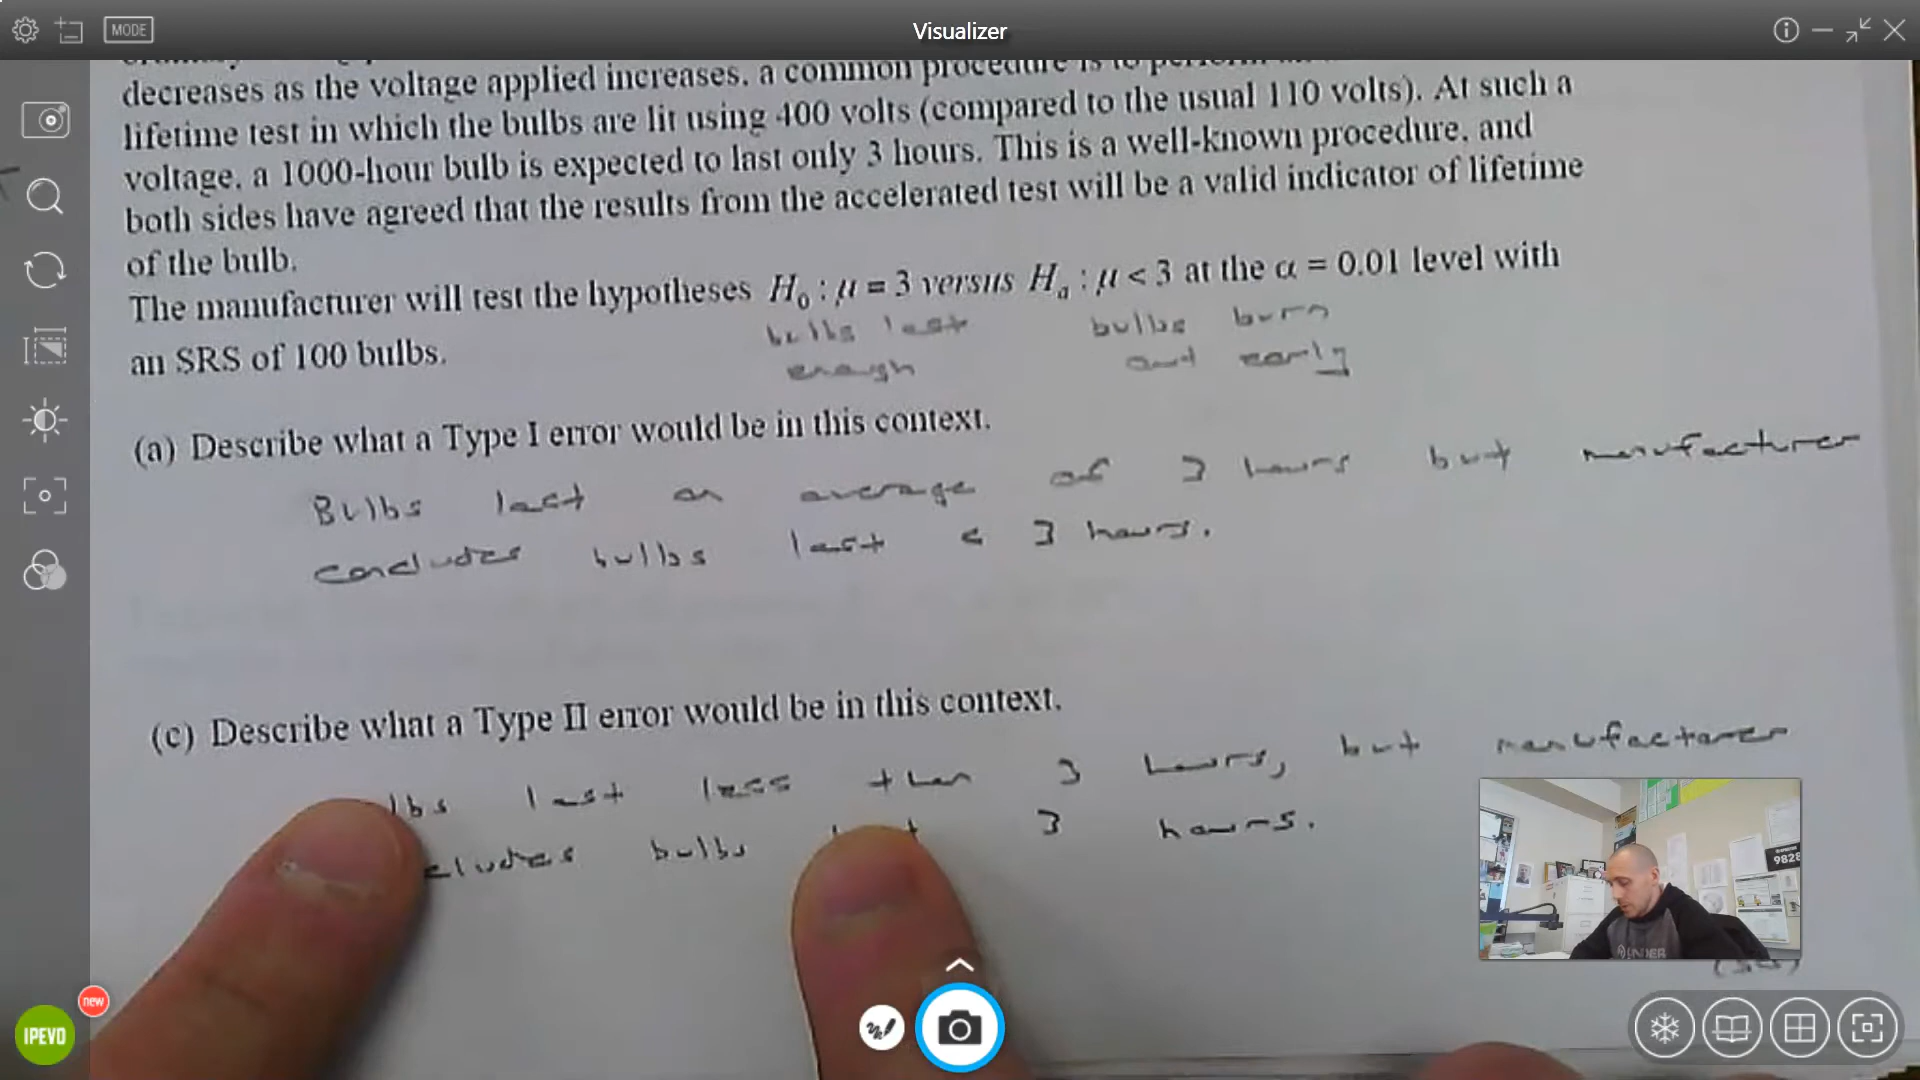 MODE
Visualizer
decreases as the voltage applied increases, a common procedure is to perform
lifetime test in which the bulbs are lit using 400 volts (compared to the usual 110 volts). At such a
voltage, a 1000-hour bulb is expected to last only 3 hours. This is a well-known procedure, and
both sides have agreed that the results from the accelerated test will be a valid indicator of lifetime
of the bulb.
The manufacturer will test the hypotheses H₀ : μ = 3 versus Hₐ : μ < 3 at the α = 0.01 level with
bulbs last bulbs burn
an SRS of 100 bulbs.
enough out early
(a) Describe what a Type I error would be in this context.
Bulbs last an average of 3 hours but manufacturer
concludes bulbs last < 3 hours.
(c) Describe what a Type II error would be in this context.
lbs last less than 3 hours, but manufacturer
cludes bulbs 3 hours.
9828
UNDER
new
IPEVO